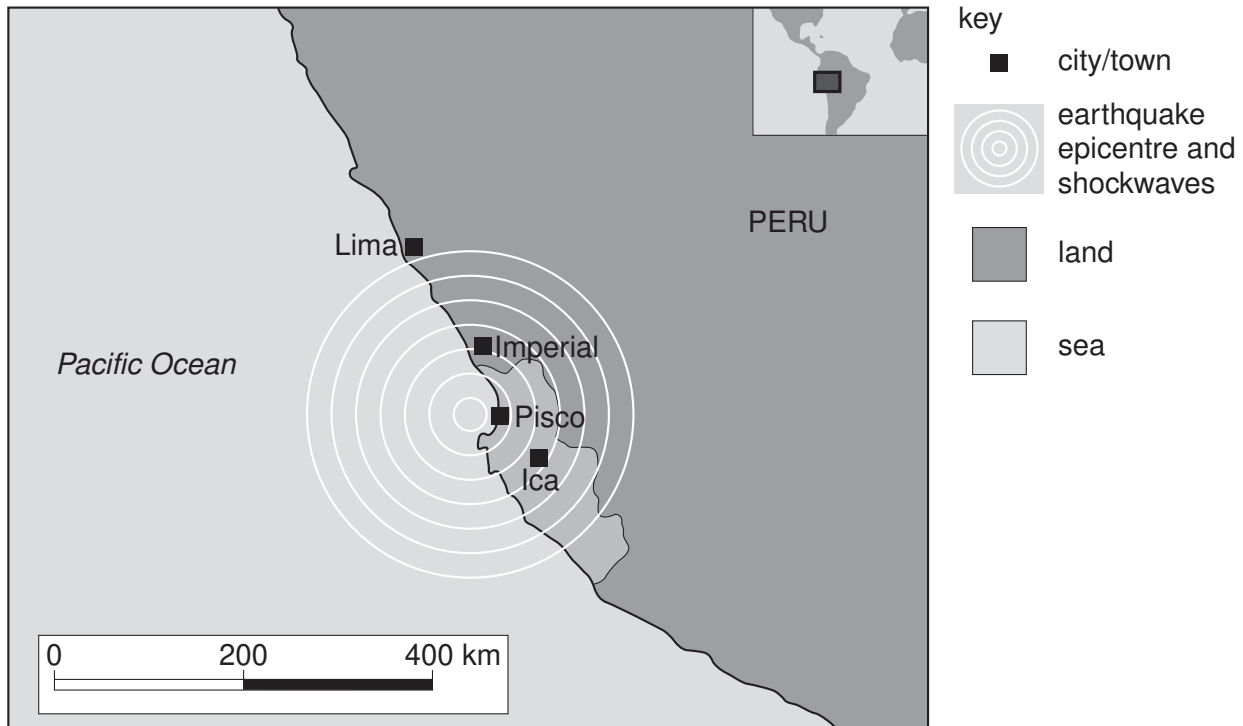 key
city/town
earthquake
epicentre and
shockwaves
land
sea
PERU
Lima
Imperial
Pacific Ocean
Pisco
Ica
0 200 400 km